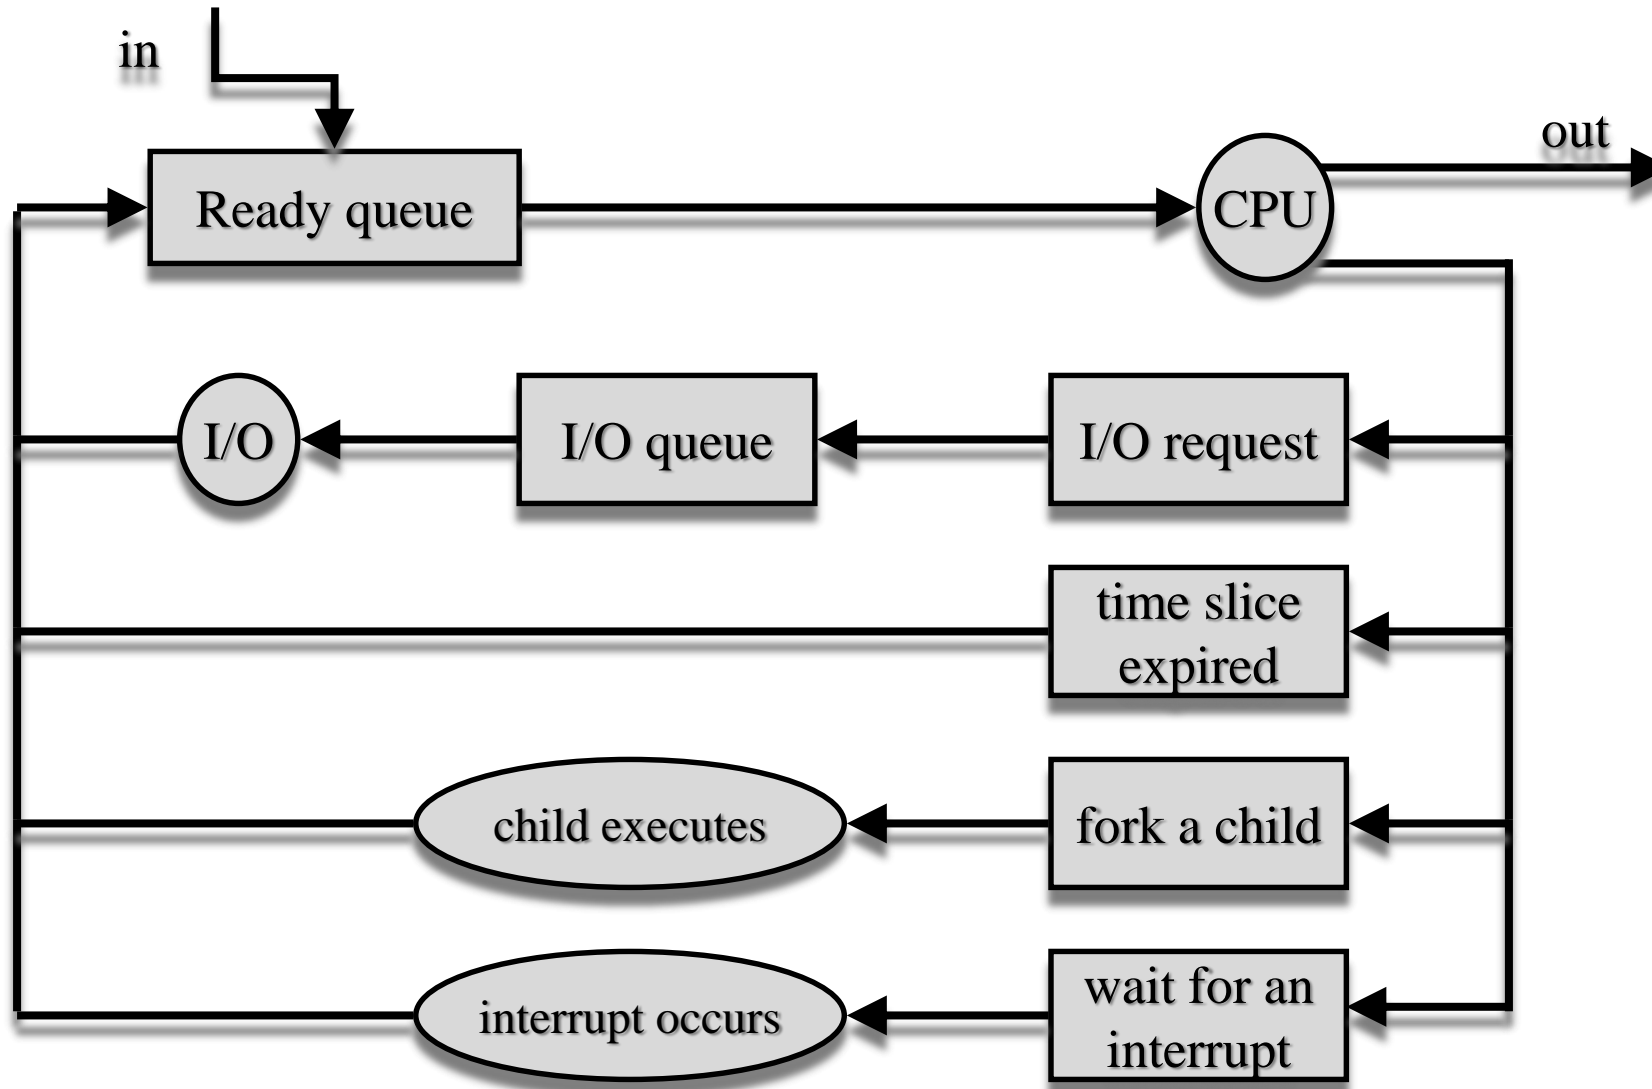 in
out
Ready queue
CPU
I/O
I/O queue
I/O request
time slice
expired
child executes
fork a child
interrupt occurs
wait for an
interrupt